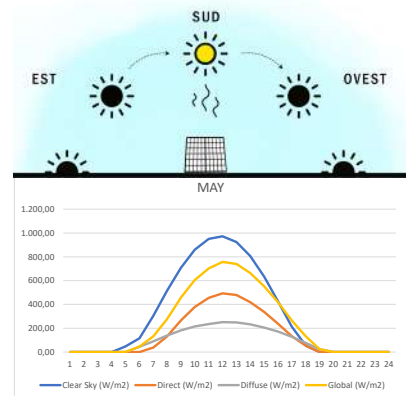 SUD
EST
OVEST
MAY
1.200,00
1.000,00
800,00
600,00
400,00
200,00
0,00
1 2 3 4 5 6 7 8 9 10 11 12 13 14 15 16 17 18 19 20 21 22 23 24
Clear Sky (W/m2) Direct (W/m2) Diffuse (W/m2) Global (W/m2)